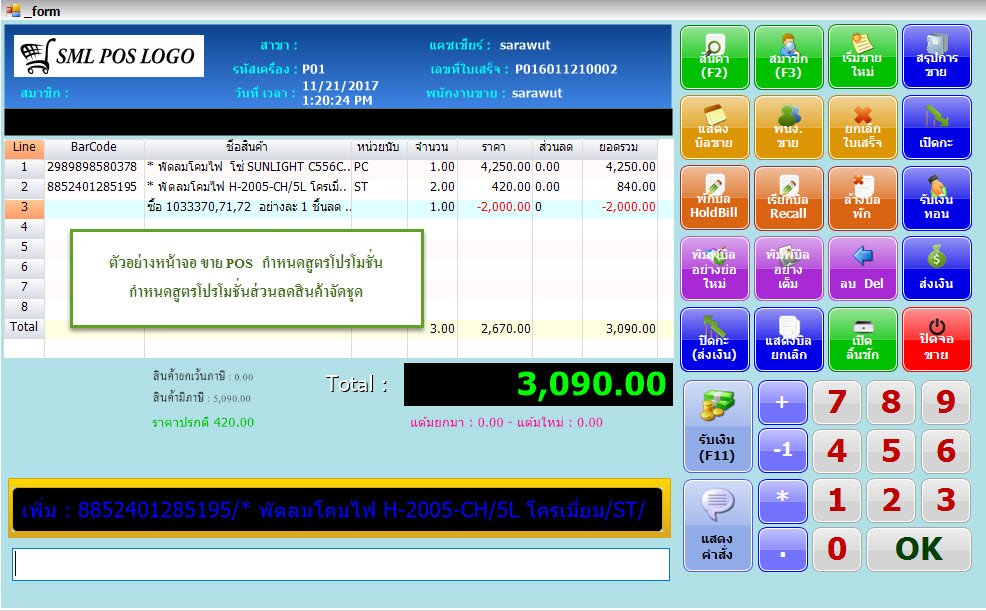 _form
SML POS LOGO
สาขา :
แคชเชียร์ : sarawut
รหัสเครื่อง : P01
เลขที่ใบเสร็จ : P016011210002
สมาชิก :
วันที่ เวลา : 11/21/2017
1:20:24 PM
พนักงานขาย : sarawut
Line BarCode ชื่อสินค้า หน่วยนับ จำนวน ราคา ส่วนลด ยอดรวม
1 2989898580378 * พัดลมโคมไฟ โซ่ SUNLIGHT C556C... PC 1.00 4,250.00 0.00 4,250.00
2 8852401285195 * พัดลมโคมไฟ H-2005-CH/5L โครเมี่.. ST 2.00 420.00 0.00 840.00
3 ซื้อ 1033370,71,72 อย่างละ 1 ชิ้นลด .. 1.00 -2,000.00 0 -2,000.00
4
5
6
7
8
Total 3.00 2,670.00 3,090.00
ตัวอย่างหน้าจอ ขาย POS กำหนดสูตรโปรโมชั่น
กำหนดสูตรโปรโมชั่นส่วนลดสินค้าจัดชุด
สินค้ายกเว้นภาษี : 0.00
สินค้ามีภาษี : 5,090.00
ราคาปรกติ 420.00
Total : 3,090.00
แต้มยกมา : 0.00 - แต้มใหม่ : 0.00
เพิ่ม : 8852401285195/* พัดลมโคมไฟ H-2005-CH/5L โครเมี่ยม/ST/
สินค้า
(F2)
สมาชิก
(F3)
เริ่มขาย
ใหม่
สรุปการ
ขาย
แสดง
บิลขาย
พนง.
ขาย
ยกเลิก
ใบเสร็จ
เปิดกะ
พักบิล
HoldBill
เรียกบิล
Recall
ล้างบิล
พัก
รับเงิน
ทอน
พิมพ์บิล
อย่างย่อ
ใหม่
พิมพ์บิล
อย่าง
เต็ม
ลบ Del
ส่งเงิน
ปิดกะ
(ส่งเงิน)
แสดงบิล
ยกเลิก
เปิด
ลิ้นชัก
ปิดจอ
ขาย
รับเงิน
(F11)
+ 7 8 9
-1 4 5 6
แสดง
คำสั่ง
* 1 2 3
. 0 OK